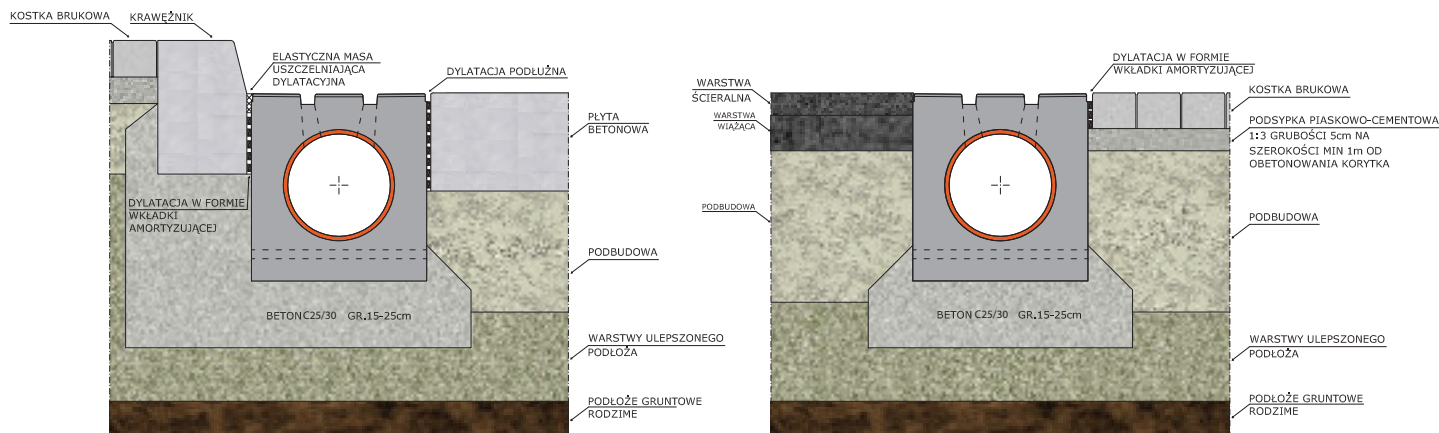 KOSTKA BRUKOWA
KRAWĘŻNIK
ELASTYCZNA MASA
USZCZELNIAJĄCA
DYLATACYJNA
DYLATACJA PODŁUŻNA
PŁYTA
BETONOWA
DYLATACJA W FORMIE
WKŁADKI
AMORTYZUJĄCEJ
PODBUDOWA
BETON C25/30 GR.15-25cm
WARSTWY ULEPSZONEGO
PODŁOŻA
PODŁOŻE GRUNTOWE
RODZIME
DYLATACJA W FORMIE
WKŁADKI AMORTYZUJĄCEJ
WARSTWA
ŚCIERALNA
WARSTWA
WIĄŻĄCA
KOSTKA BRUKOWA
PODSYPKA PIASKOWO-CEMENTOWA
1:3 GRUBOŚCI 5cm NA
SZEROKOŚCI MIN 1m OD
OBETONOWANIA KORYTKA
PODBUDOWA
PODBUDOWA
BETON C25/30 GR.15-25cm
WARSTWY ULEPSZONEGO
PODŁOŻA
PODŁOŻE GRUNTOWE
RODZIME